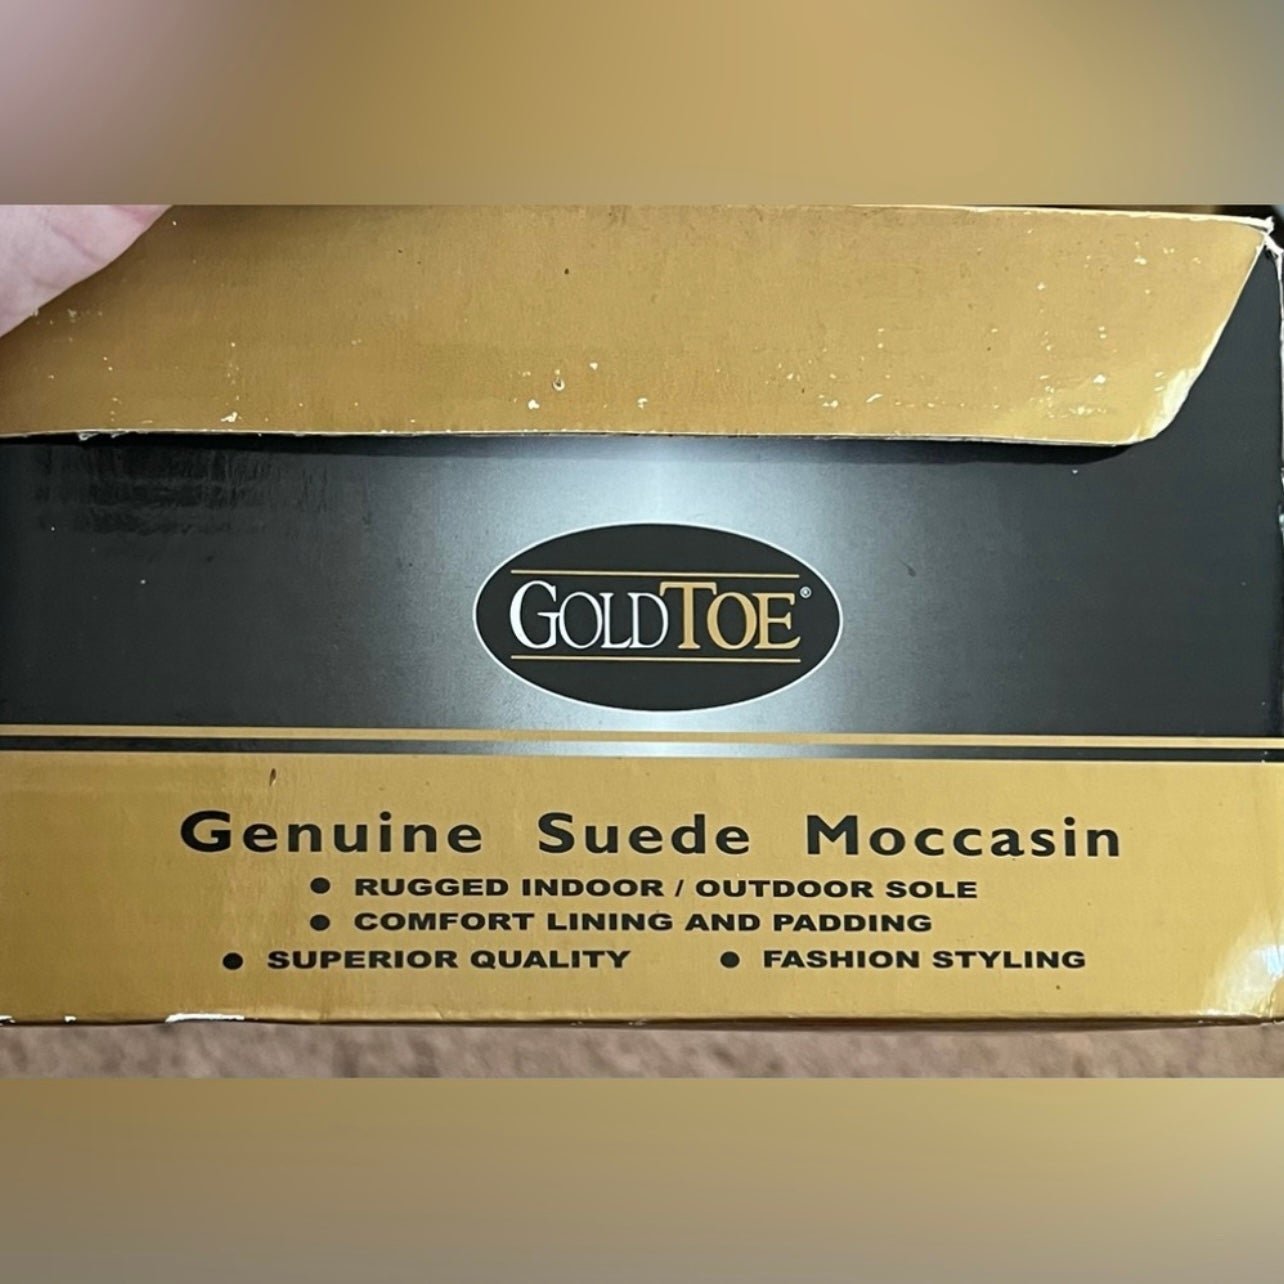 GOLDTOE®
Genuine Suede Moccasin
• RUGGED INDOOR / OUTDOOR SOLE
• COMFORT LINING AND PADDING
• SUPERIOR QUALITY • FASHION STYLING